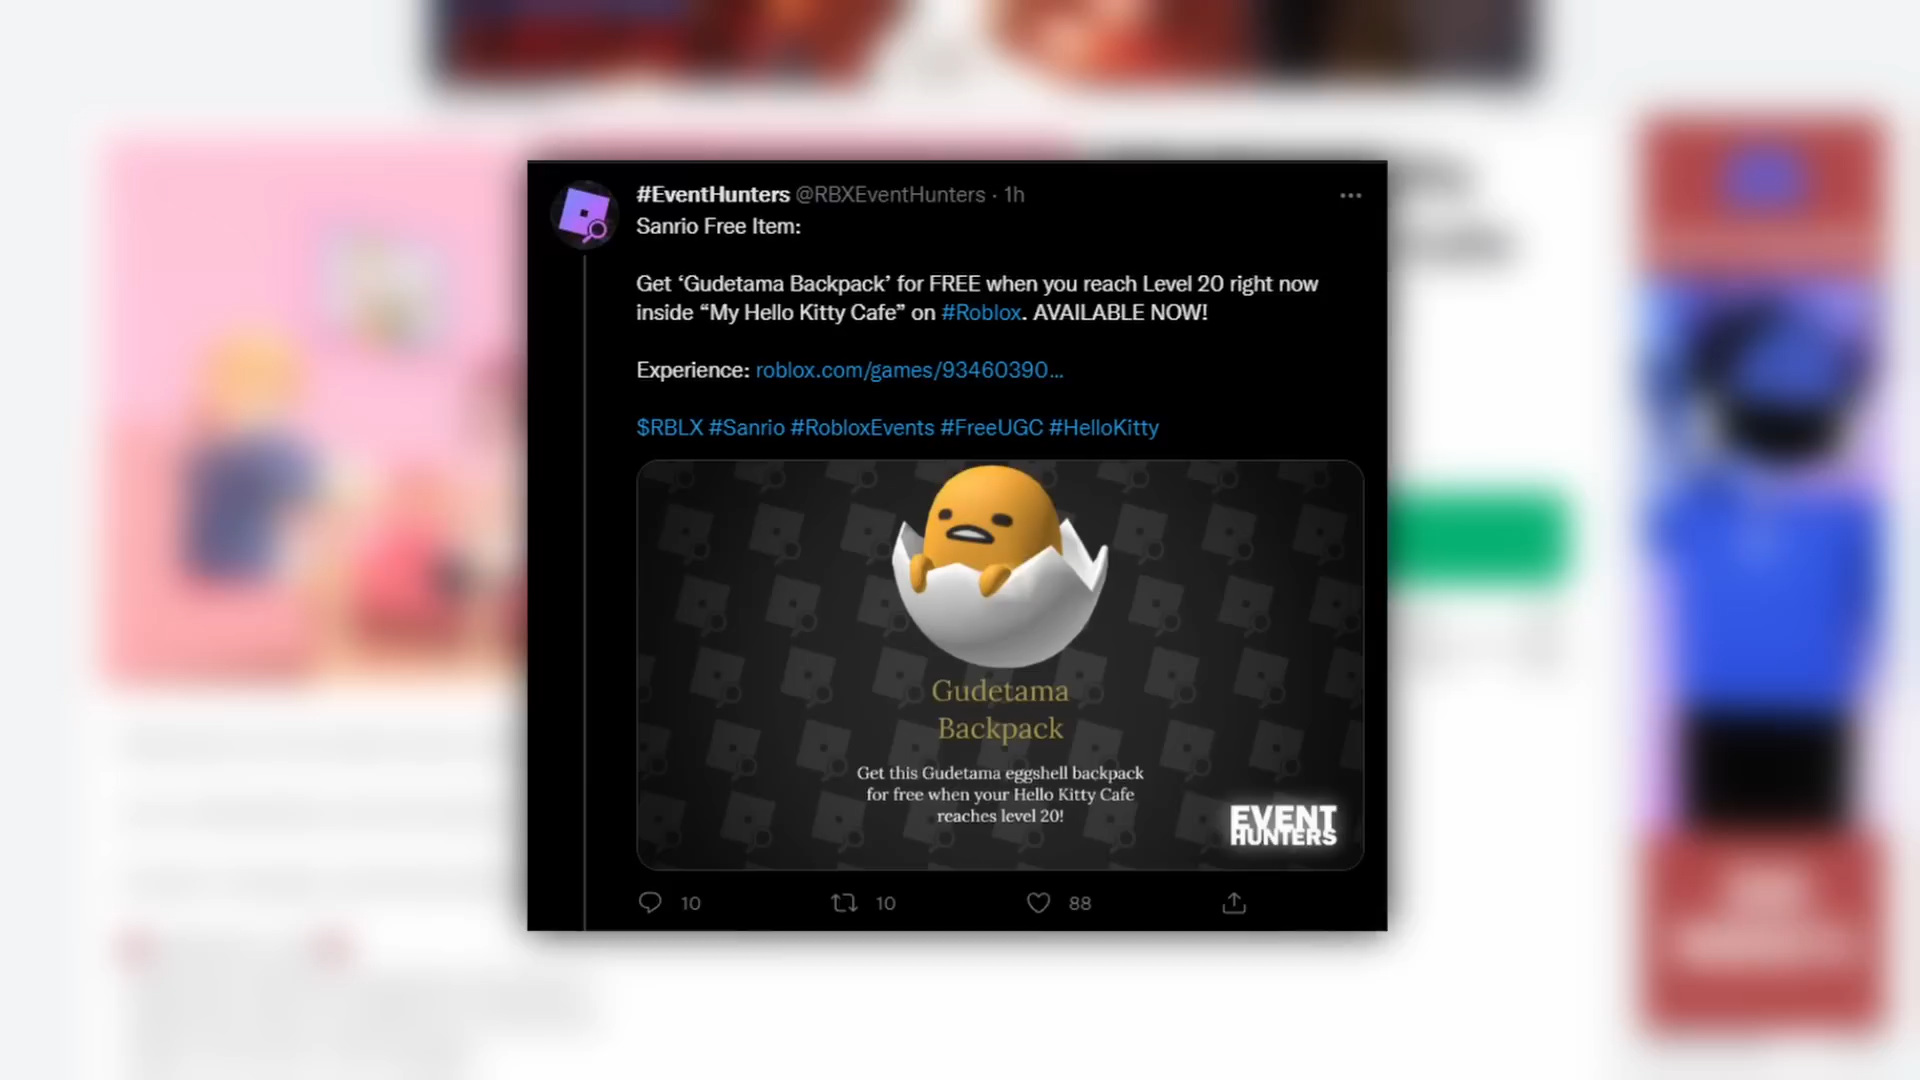 #EventHunters @RBXEventHunters · 1h
Sanrio Free Item:
Get ‘Gudetama Backpack’ for FREE when you reach Level 20 right now
inside “My Hello Kitty Cafe” on #Roblox. AVAILABLE NOW!
Experience: roblox.com/games/93460390...
$RBLX #Sanrio #RobloxEvents #FreeUGC #HelloKitty
Gudetama
Backpack
Get this Gudetama eggshell backpack
for free when your Hello Kitty Cafe
reaches level 20!
EVENT
HUNTERS
10 10 88